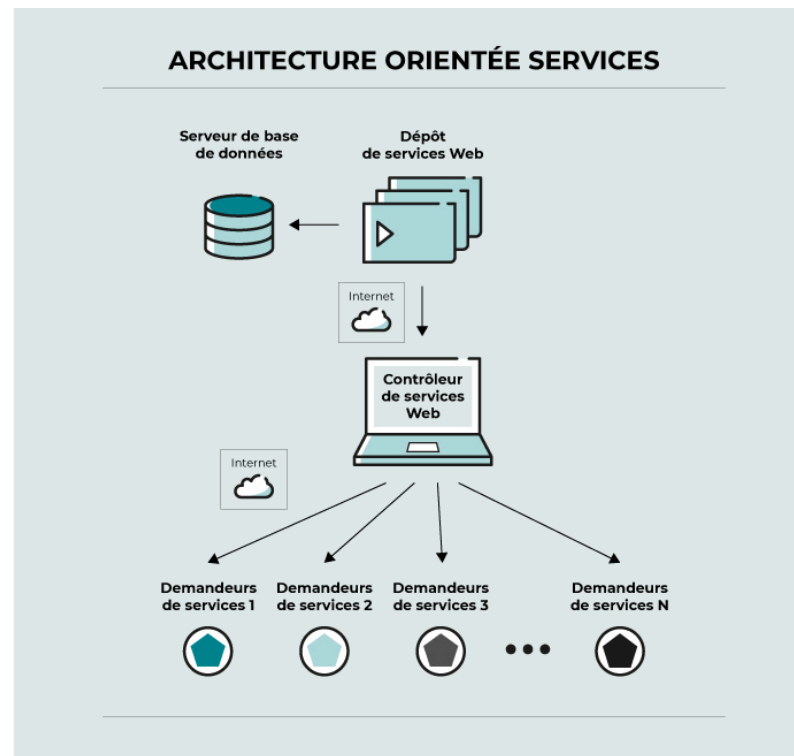 ARCHITECTURE ORIENTÉE SERVICES
Serveur de base
de données
Dépôt
de services Web
Internet
Contrôleur
de services
Web
Internet
Demandeurs
de services 1
Demandeurs
de services 2
Demandeurs
de services 3
Demandeurs
de services N